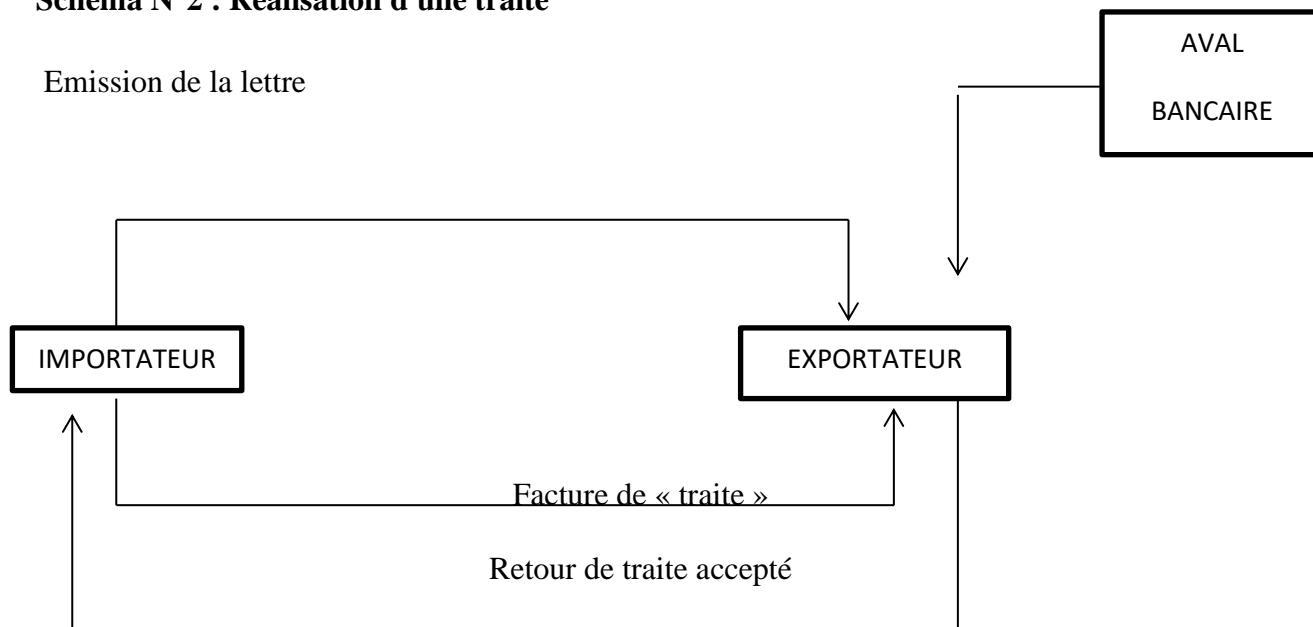 Schéma N°2 : Réalisation d'une traite
AVAL
Emission de la lettre
BANCAIRE
IMPORTATEUR
EXPORTATEUR
Facture de « traite »
Retour de traite accepté